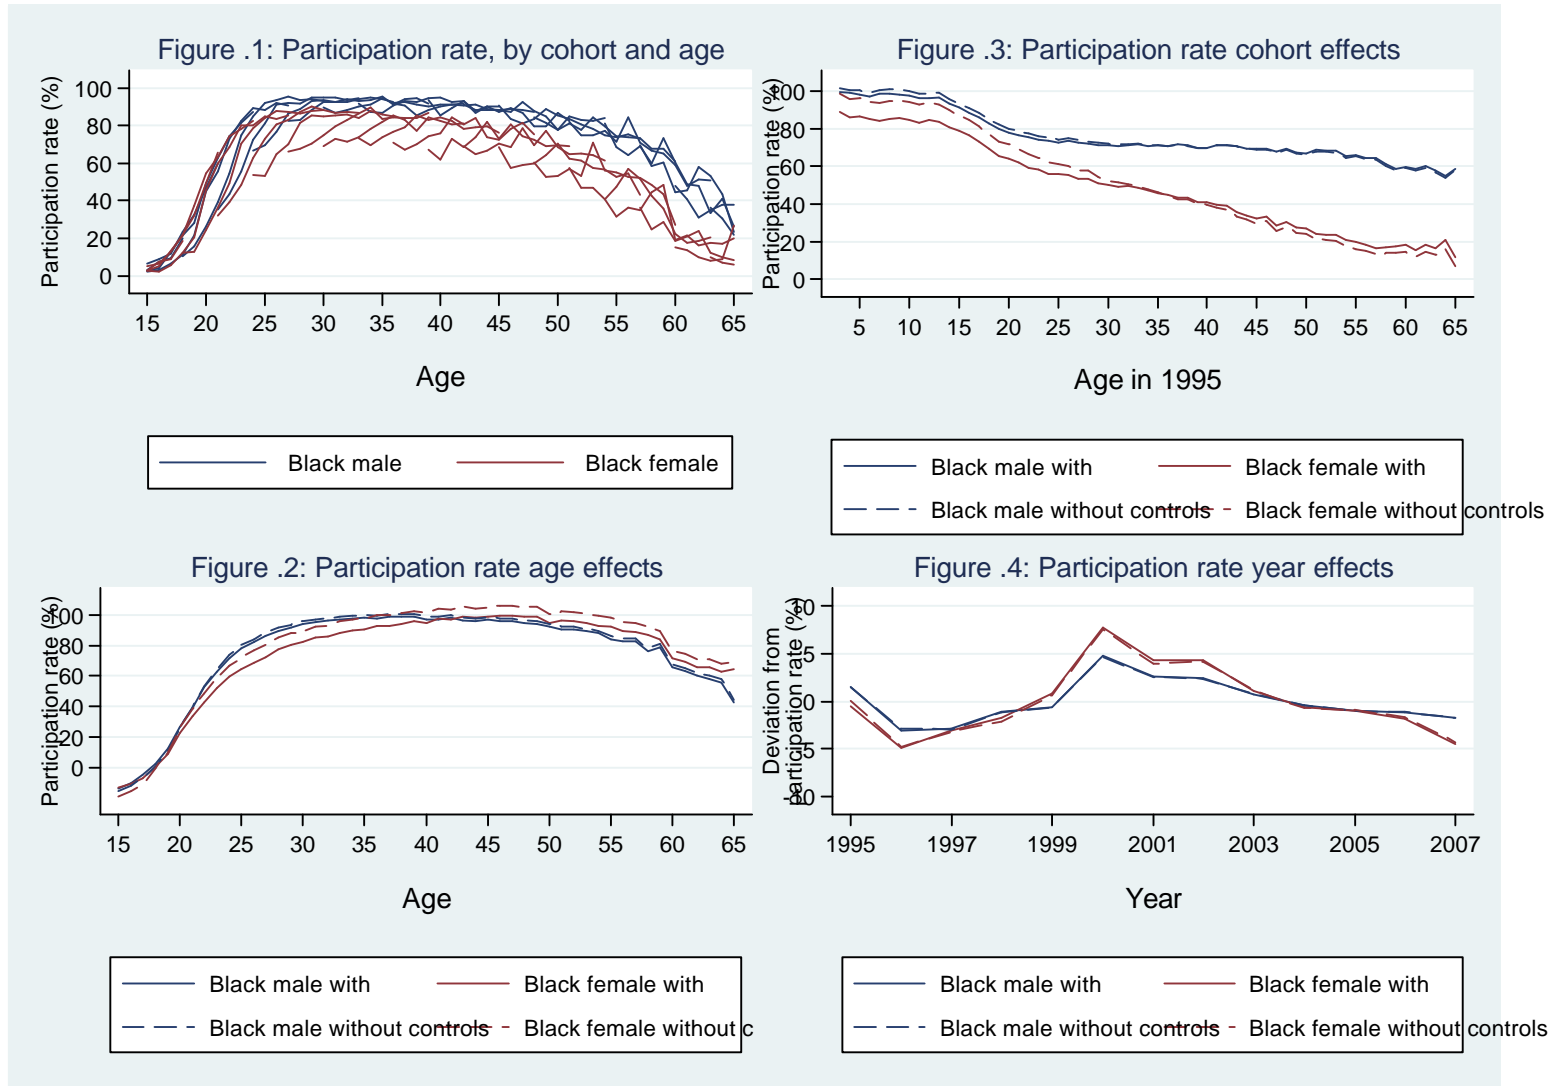 Figure .1: Participation rate, by cohort and age
Participation rate (%)
100
80
60
40
20
0
15 20 25 30 35 40 45 50 55 60 65
Age
Black male Black female
Figure .3: Participation rate cohort effects
Participation rate (%)
100
80
60
40
20
0
5 10 15 20 25 30 35 40 45 50 55 60 65
Age in 1995
Black male with Black female with
Black male without controls Black female without controls
Figure .2: Participation rate age effects
Participation rate (%)
100
80
60
40
20
0
15 20 25 30 35 40 45 50 55 60 65
Age
Black male with Black female with
Black male without controls Black female without c
Figure .4: Participation rate year effects
Deviation from
participation rate (%)
10
5
0
-5
-10
1995 1997 1999 2001 2003 2005 2007
Year
Black male with Black female with
Black male without controls Black female without controls